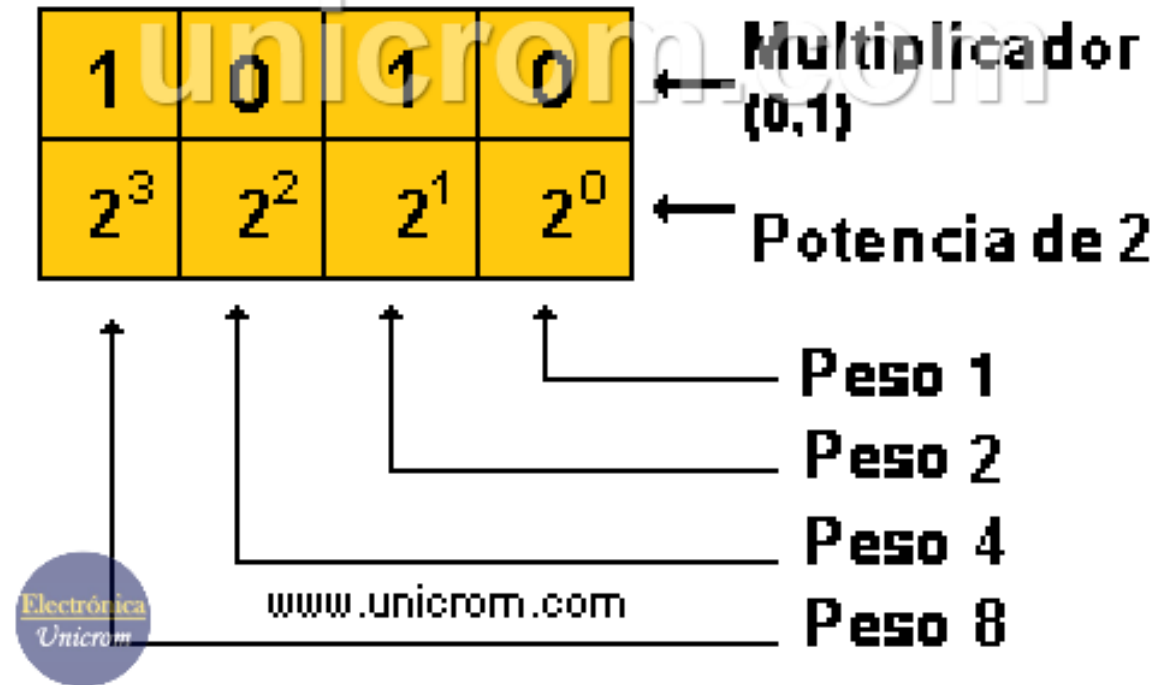 unicrom.com
1 0 1 0 Multiplicador
(0,1)
2³ 2² 2¹ 2⁰ Potencia de 2
Peso 1
Peso 2
Peso 4
Peso 8
www.unicrom.com
Electrónica
Unicrom